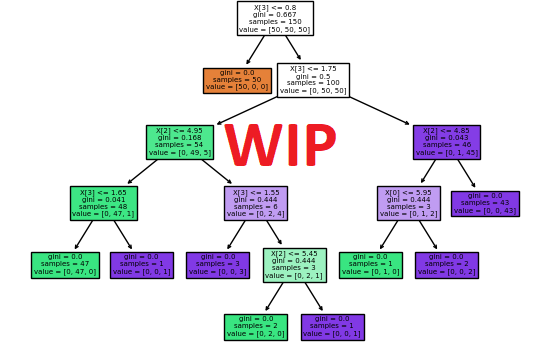 X[3] <= 0.8
gini = 0.667
samples = 150
value = [50, 50, 50]
gini = 0.0
samples = 50
value = [50, 0, 0]
X[3] <= 1.75
gini = 0.5
samples = 100
value = [0, 50, 50]
X[2] <= 4.95
gini = 0.168
samples = 54
value = [0, 49, 5]
WIP
X[2] <= 4.85
gini = 0.043
samples = 46
value = [0, 1, 45]
X[3] <= 1.65
gini = 0.041
samples = 48
value = [0, 47, 1]
X[3] <= 1.55
gini = 0.444
samples = 6
value = [0, 2, 4]
X[0] <= 5.95
gini = 0.444
samples = 3
value = [0, 1, 2]
gini = 0.0
samples = 43
value = [0, 0, 43]
gini = 0.0
samples = 47
value = [0, 47, 0]
gini = 0.0
samples = 1
value = [0, 0, 1]
gini = 0.0
samples = 3
value = [0, 0, 3]
X[2] <= 5.45
gini = 0.444
samples = 3
value = [0, 2, 1]
gini = 0.0
samples = 1
value = [0, 1, 0]
gini = 0.0
samples = 2
value = [0, 0, 2]
gini = 0.0
samples = 2
value = [0, 2, 0]
gini = 0.0
samples = 1
value = [0, 0, 1]